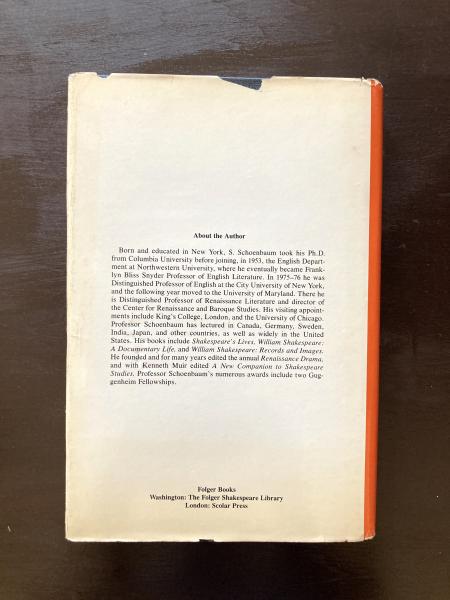 About the Author
Born and educated in New York, S. Schoenbaum took his Ph.D.
from Columbia University before joining, in 1953, the English Depart-
ment at Northwestern University, where he eventually became Frank-
lyn Bliss Snyder Professor of English Literature. In 1975–76 he was
Distinguished Professor of English at the City University of New York,
and the following year moved to the University of Maryland. There he
is Distinguished Professor of Renaissance Literature and director of
the Center for Renaissance and Baroque Studies. His visiting appoint-
ments include King's College, London, and the University of Chicago.
Professor Schoenbaum has lectured in Canada, Germany, Sweden,
India, Japan, and other countries, as well as widely in the United
States. His books include Shakespeare's Lives, William Shakespeare:
A Documentary Life, and William Shakespeare: Records and Images.
He founded and for many years edited the annual Renaissance Drama,
and with Kenneth Muir edited A New Companion to Shakespeare
Studies. Professor Schoenbaum's numerous awards include two Gug-
genheim Fellowships.
Folger Books
Washington: The Folger Shakespeare Library
London: Scolar Press